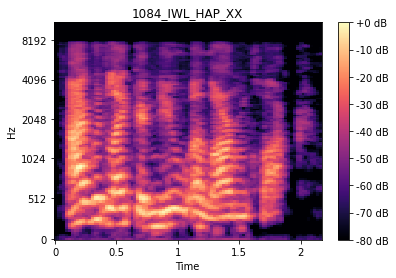 1084_IWL_HAP_XX
+0 dB
8192
-10 dB
4096
-20 dB
-30 dB
2048
Hz
-40 dB
1024
-50 dB
512
-60 dB
-70 dB
0
-80 dB
0 0.5 1 1.5 2
Time